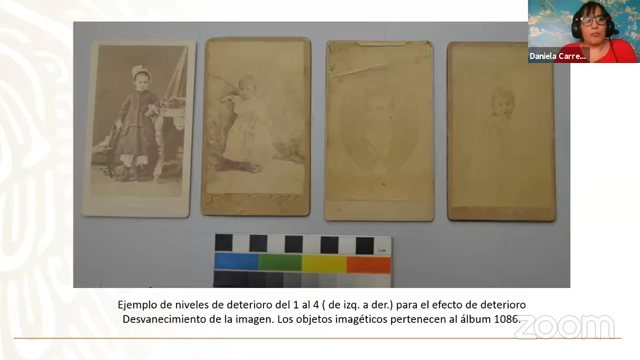 Daniela Carre...
Ejemplo de niveles de deterioro del 1 al 4 ( de izq. a der.) para el efecto de deterioro
Desvanecimiento de la imagen. Los objetos imagéticos pertenecen al álbum 1086.
zoom